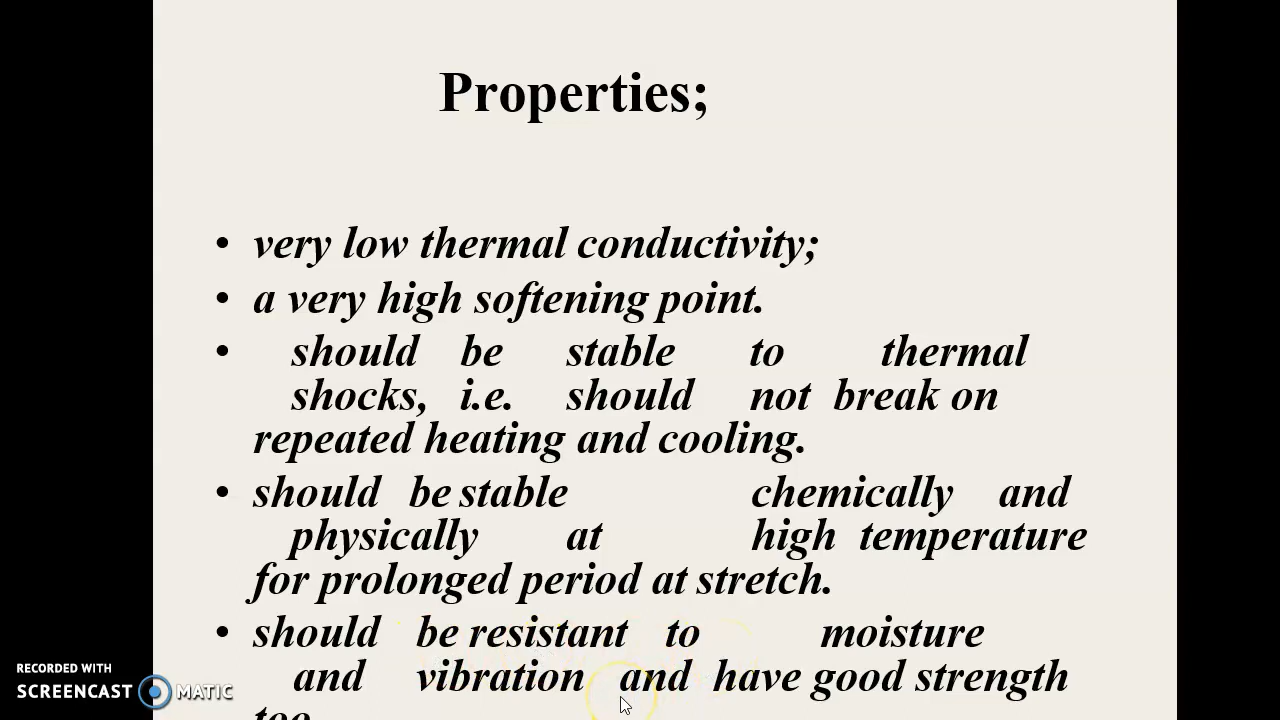 Properties;
• very low thermal conductivity;
• a very high softening point.
• should be stable to thermal
shocks, i.e. should not break on
repeated heating and cooling.
• should be stable chemically and
physically at high temperature
for prolonged period at stretch.
• should be resistant to moisture
and vibration and have good strength
too
RECORDED WITH
SCREENCAST MATIC